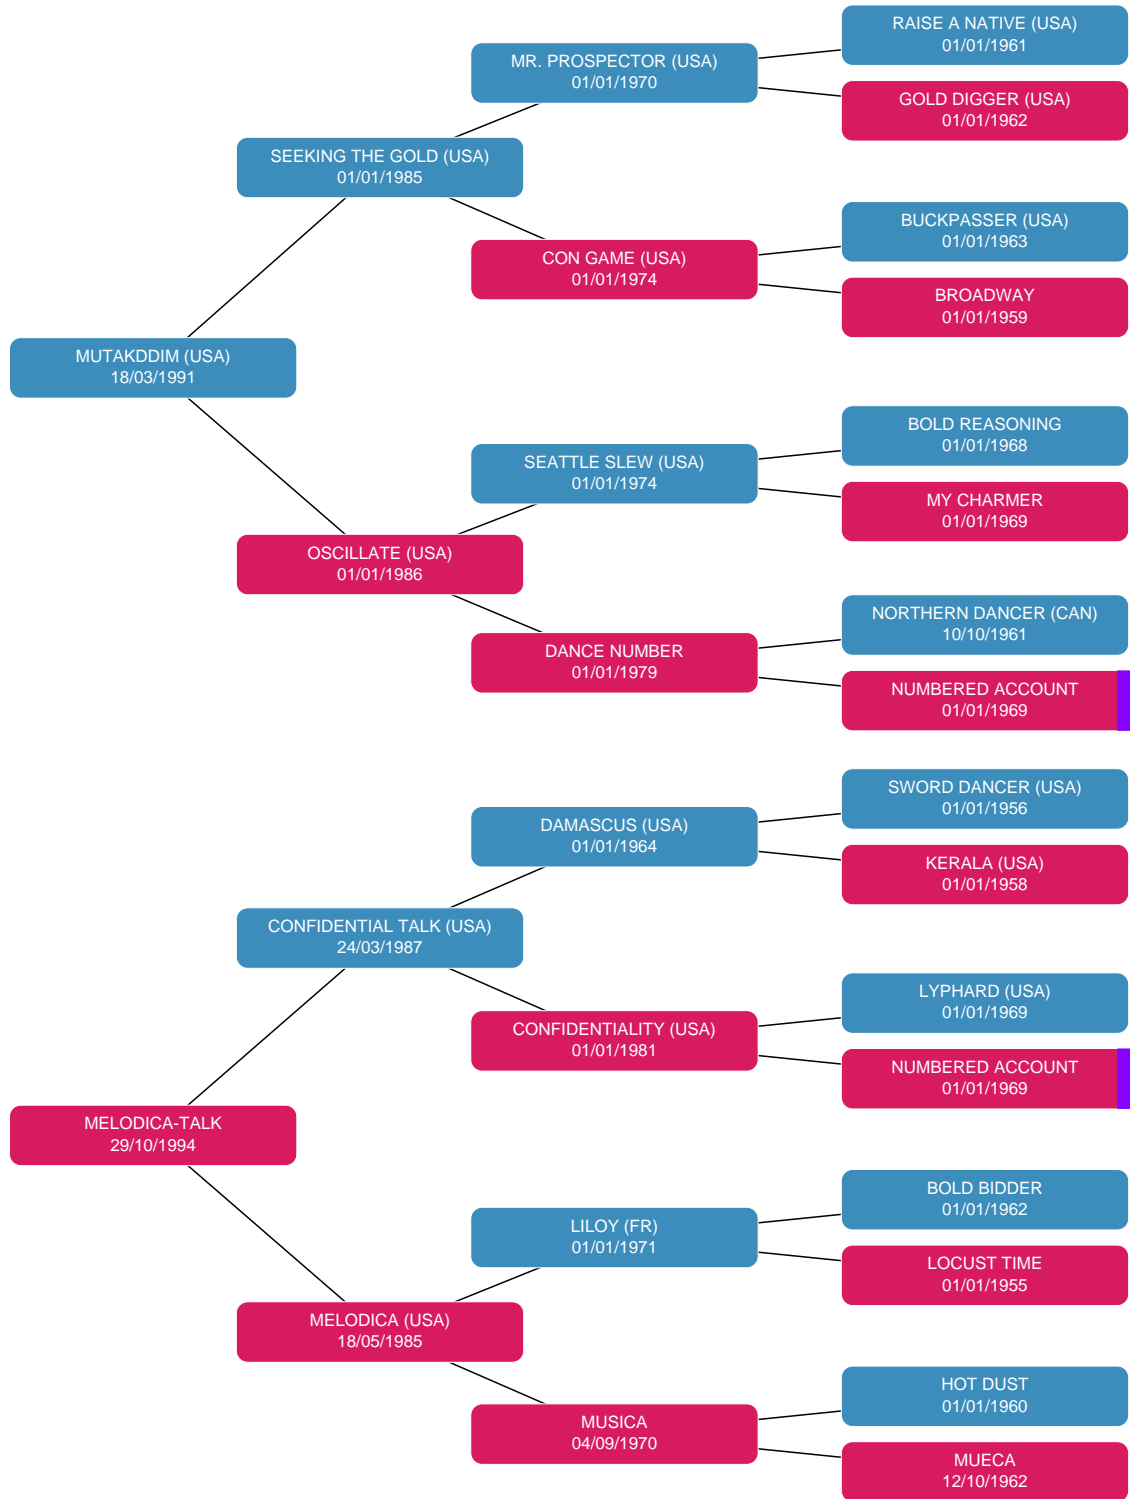 RAISE A NATIVE (USA)
01/01/1961
MR. PROSPECTOR (USA)
01/01/1970
GOLD DIGGER (USA)
01/01/1962
SEEKING THE GOLD (USA)
01/01/1985
BUCKPASSER (USA)
01/01/1963
CON GAME (USA)
01/01/1974
BROADWAY
01/01/1959
MUTAKDDIM (USA)
18/03/1991
BOLD REASONING
01/01/1968
SEATTLE SLEW (USA)
01/01/1974
MY CHARMER
01/01/1969
OSCILLATE (USA)
01/01/1986
NORTHERN DANCER (CAN)
10/10/1961
DANCE NUMBER
01/01/1979
NUMBERED ACCOUNT
01/01/1969
SWORD DANCER (USA)
01/01/1956
DAMASCUS (USA)
01/01/1964
KERALA (USA)
01/01/1958
CONFIDENTIAL TALK (USA)
24/03/1987
LYPHARD (USA)
01/01/1969
CONFIDENTIALITY (USA)
01/01/1981
NUMBERED ACCOUNT
01/01/1969
MELODICA-TALK
29/10/1994
BOLD BIDDER
01/01/1962
LILOY (FR)
01/01/1971
LOCUST TIME
01/01/1955
MELODICA (USA)
18/05/1985
HOT DUST
01/01/1960
MUSICA
04/09/1970
MUECA
12/10/1962